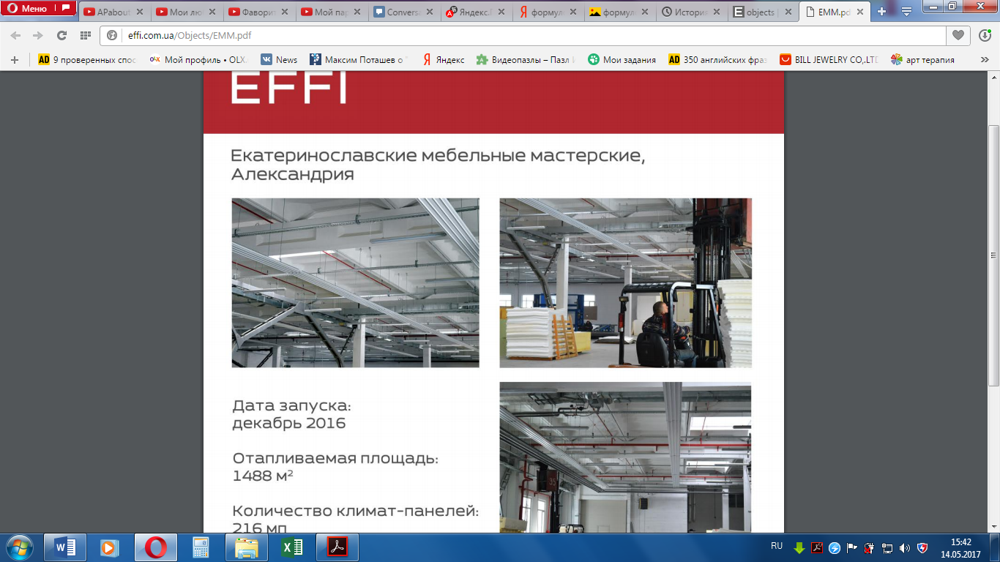 Меню
APabout
Мои лю
Фаворит
Мой пар
Convers
Яндекс.
формул
формул
История
objects |
EMM.pd
effi.com.ua/Objects/EMM.pdf
9 проверенных спос
Мой профиль • OLX.
News
Максим Поташев о "
Яндекс
Видеопазлы – Пазл
Мои задания
350 английских фраз
BILL JEWELRY CO,.LTD
арт терапия
EFFI
Екатеринославские мебельные мастерские,
Александрия
Дата запуска:
декабрь 2016
Отапливаемая площадь:
1488 м²
Количество климат-панелей:
216 мп
RU
15:42
14.05.2017